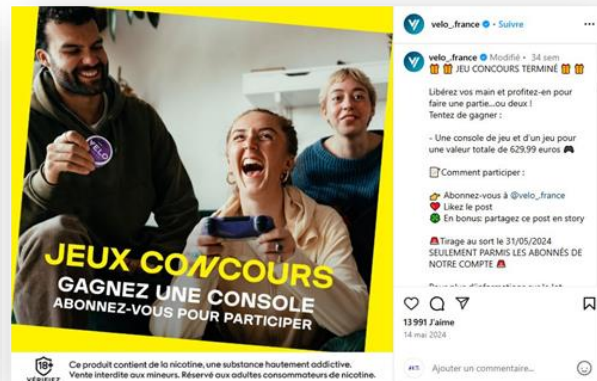 VELO
JEUX CONCOURS
GAGNEZ UNE CONSOLE
ABONNEZ-VOUS POUR PARTICIPER
18+
VÉRIFIEZ
Ce produit contient de la nicotine, une substance hautement addictive.
Vente interdite aux mineurs. Réservé aux adultes consommateurs de nicotine.
velo_.france • Suivre
velo_.france Modifié • 34 sem
🎁 🎁 JEU CONCOURS TERMINÉ 🎁 🎁
Libérez vos main et profitez-en pour
faire une partie...ou deux !
Tentez de gagner :
- Une console de jeu et d'un jeu pour
une valeur totale de 629,99 euros 🎮
📝Comment participer :
👉 Abonnez-vous à @velo_.france
❤️ Likez le post
🍀 En bonus: partagez ce post en story
🚨Tirage au sort le 31/05/2024
SEULEMENT PARMIS LES ABONNÉS DE
NOTRE COMPTE 🚨
13 991 J'aime
14 mai 2024
Ajouter un commentaire...